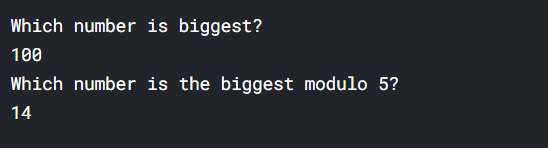 Which number is biggest?
100
Which number is the biggest modulo 5?
14